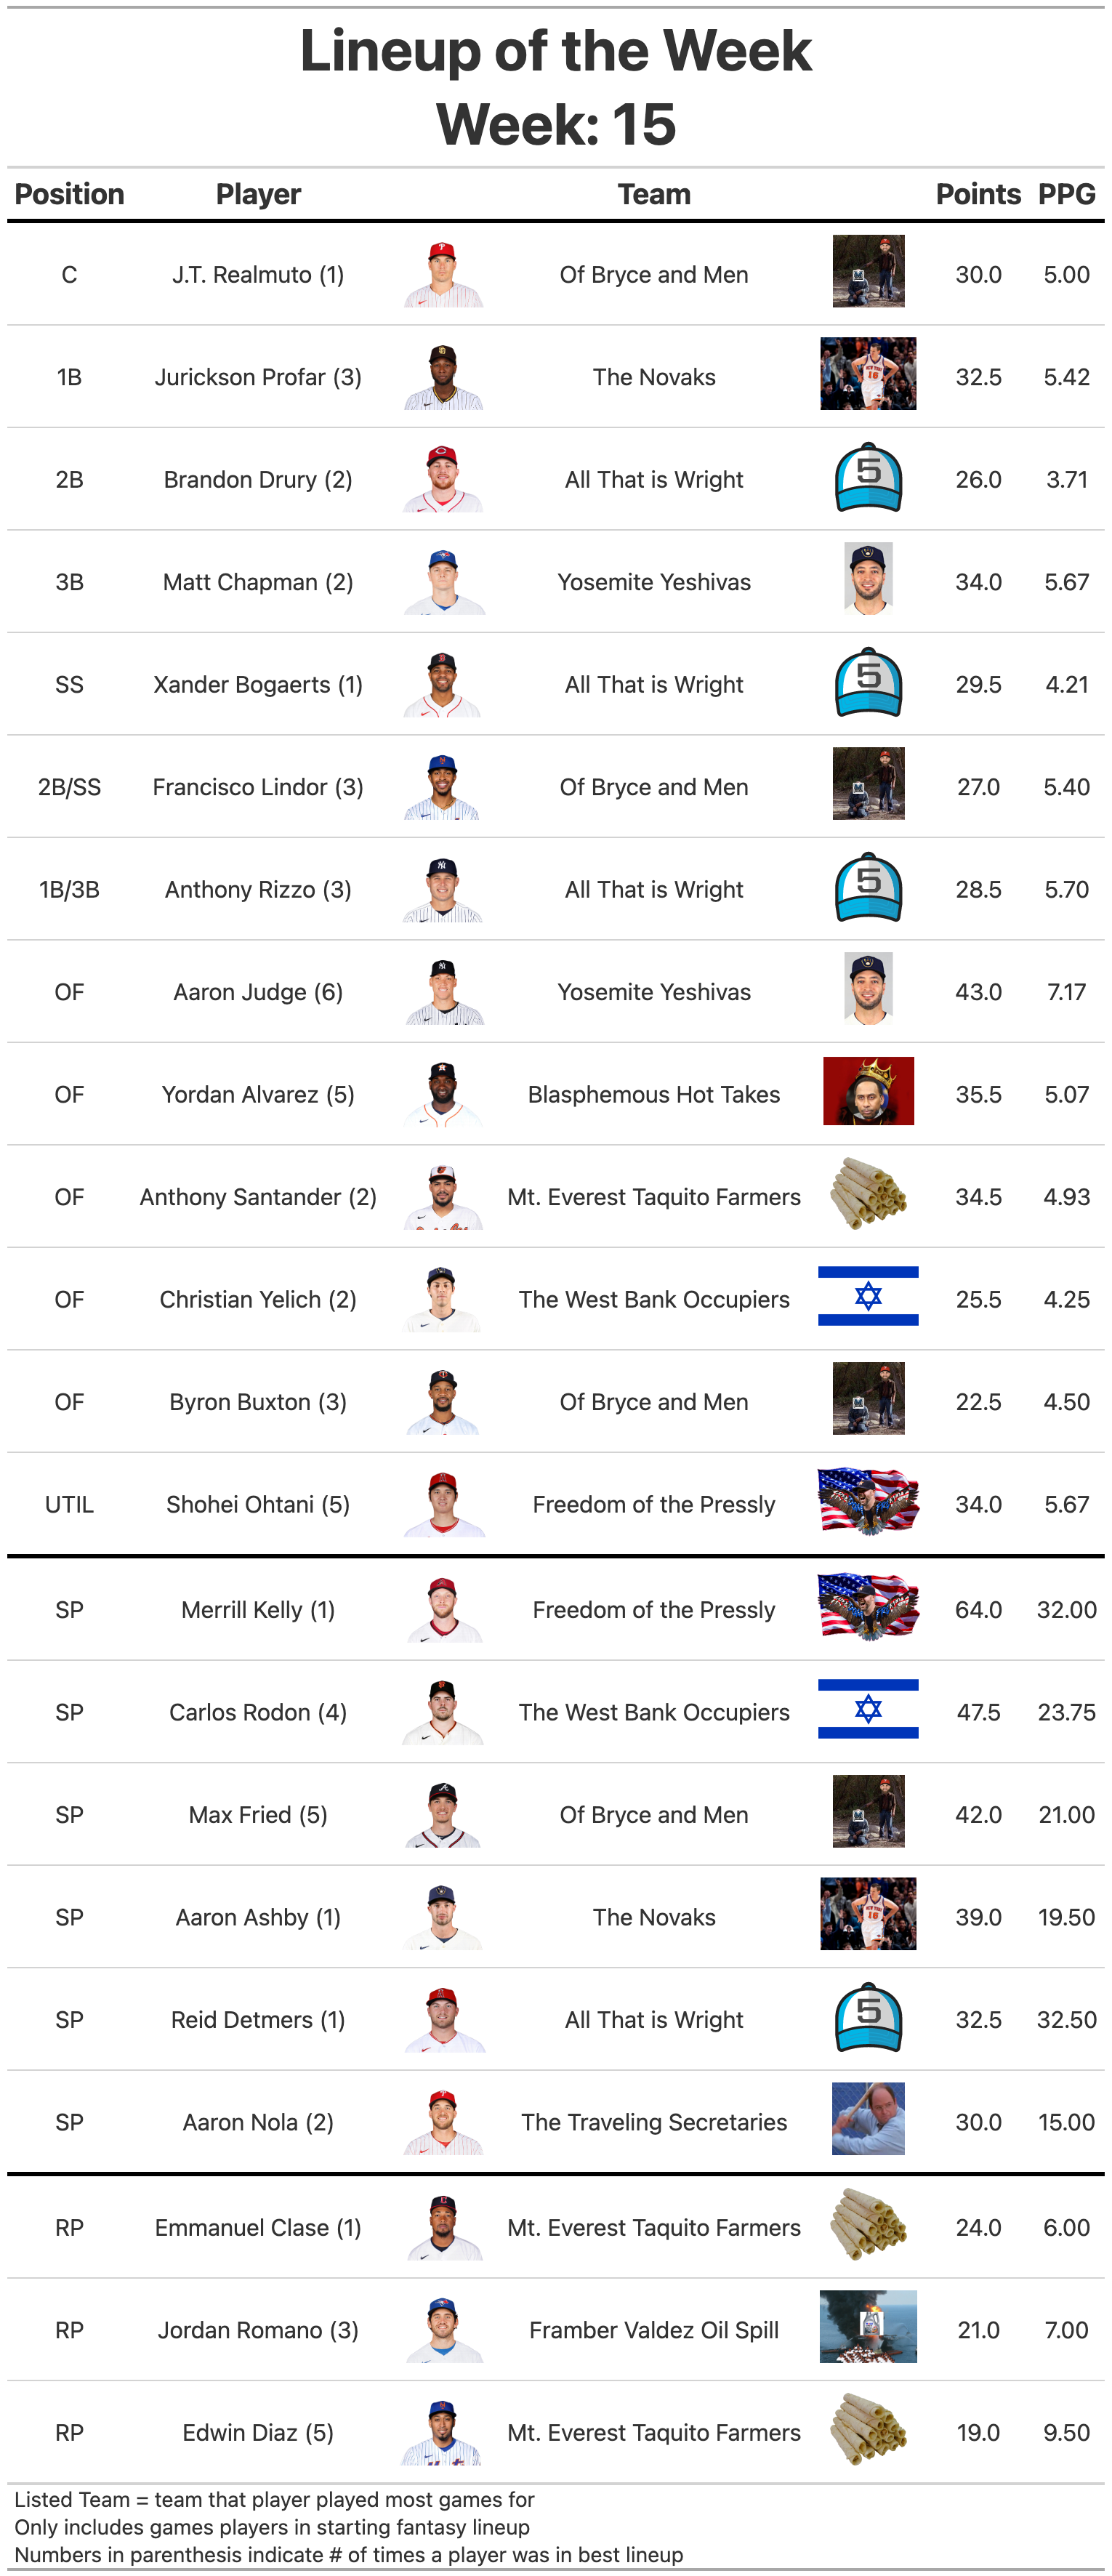 Lineup of the Week
Week: 15
Position Player Team Points PPG
C J.T. Realmuto (1) Of Bryce and Men 30.0 5.00
1B Jurickson Profar (3) The Novaks 32.5 5.42
2B Brandon Drury (2) All That is Wright 26.0 3.71
3B Matt Chapman (2) Yosemite Yeshivas 34.0 5.67
SS Xander Bogaerts (1) All That is Wright 29.5 4.21
2B/SS Francisco Lindor (3) Of Bryce and Men 27.0 5.40
1B/3B Anthony Rizzo (3) All That is Wright 28.5 5.70
OF Aaron Judge (6) Yosemite Yeshivas 43.0 7.17
OF Yordan Alvarez (5) Blasphemous Hot Takes 35.5 5.07
OF Anthony Santander (2) Mt. Everest Taquito Farmers 34.5 4.93
OF Christian Yelich (2) The West Bank Occupiers 25.5 4.25
OF Byron Buxton (3) Of Bryce and Men 22.5 4.50
UTIL Shohei Ohtani (5) Freedom of the Pressly 34.0 5.67
SP Merrill Kelly (1) Freedom of the Pressly 64.0 32.00
SP Carlos Rodon (4) The West Bank Occupiers 47.5 23.75
SP Max Fried (5) Of Bryce and Men 42.0 21.00
SP Aaron Ashby (1) The Novaks 39.0 19.50
SP Reid Detmers (1) All That is Wright 32.5 32.50
SP Aaron Nola (2) The Traveling Secretaries 30.0 15.00
RP Emmanuel Clase (1) Mt. Everest Taquito Farmers 24.0 6.00
RP Jordan Romano (3) Framber Valdez Oil Spill 21.0 7.00
RP Edwin Diaz (5) Mt. Everest Taquito Farmers 19.0 9.50
Listed Team = team that player played most games for
Only includes games players in starting fantasy lineup
Numbers in parenthesis indicate # of times a player was in best lineup